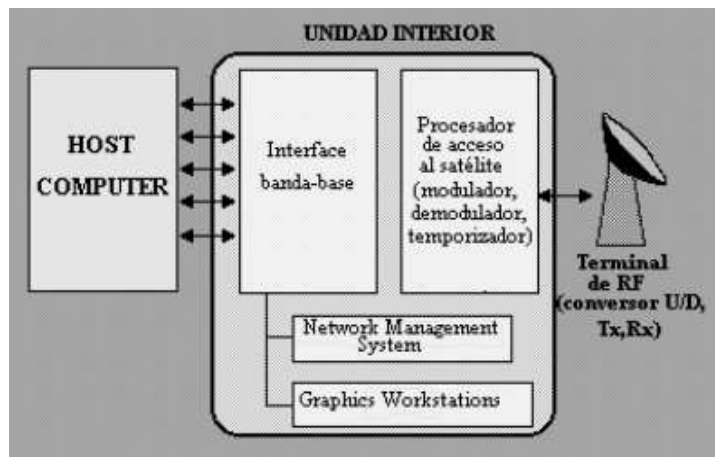 UNIDAD INTERIOR
HOST
COMPUTER
Interface
banda-base
Procesador
de acceso
al satélite
(modulador,
demodulador,
temporizador)
Terminal
de RF
(conversor U/D,
Tx,Rx)
Network Management
System
Graphics Workstations